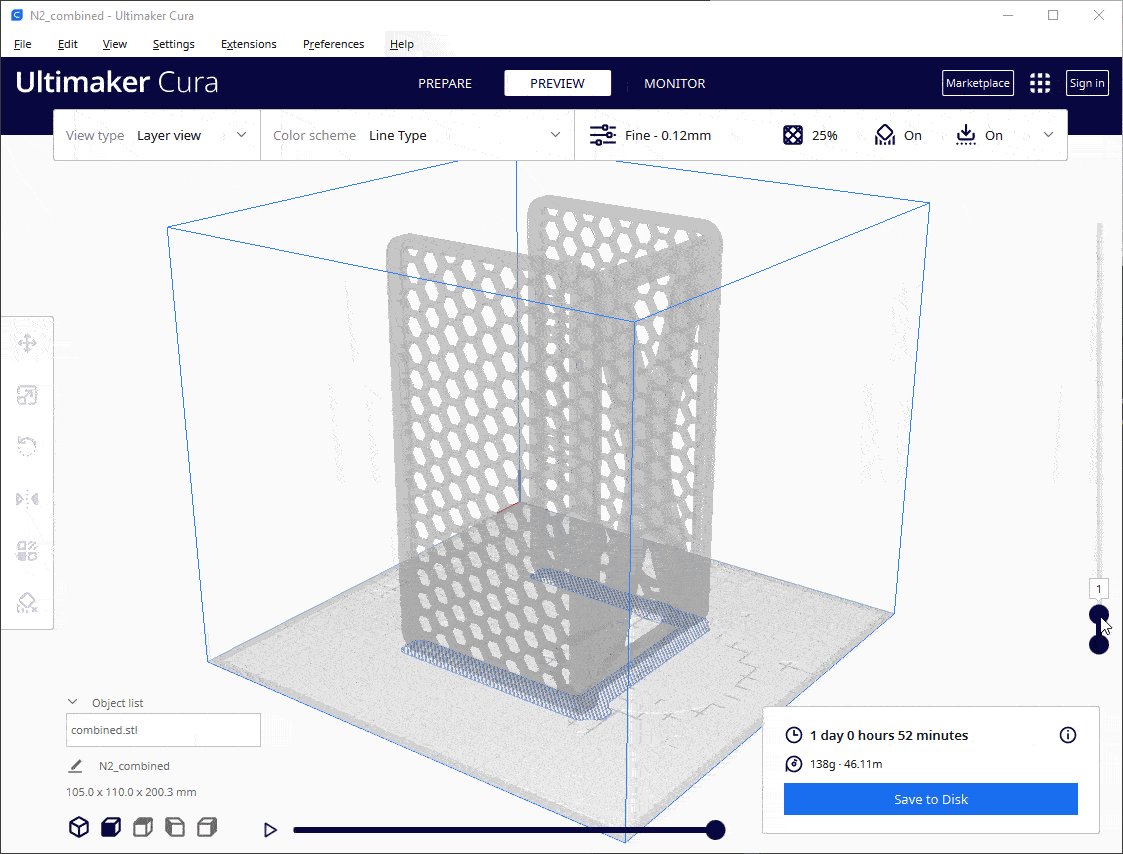 N2_combined - Ultimaker Cura
File Edit View Settings Extensions Preferences Help
Ultimaker Cura PREPARE PREVIEW MONITOR Marketplace Sign in
View type Layer view Color scheme Line Type Fine - 0.12mm 25% On On
1
Object list
combined.stl
N2_combined
105.0 x 110.0 x 200.3 mm
1 day 0 hours 52 minutes
138g · 46.11m
Save to Disk